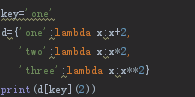 key='one'
d={'one':lambda x:x+2,
'two':lambda x:x*2,
'three':lambda x:x**2}
print(d[key](2))